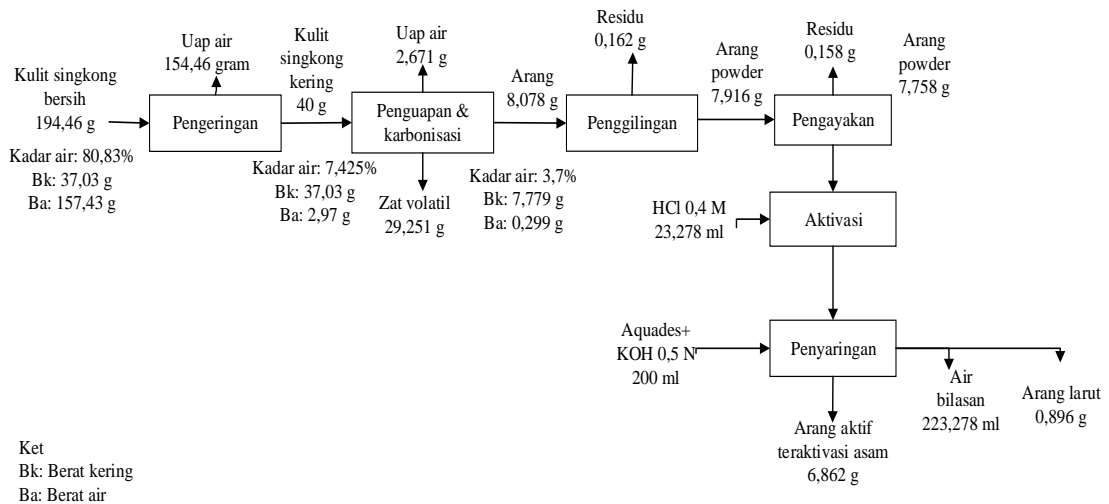 Kulit singkong
bersih
194,46 g
Kadar air: 80,83%
Bk: 37,03 g
Ba: 157,43 g
Uap air
154,46 gram
Pengeringan
Kulit
singkong
kering
40 g
Kadar air: 7,425%
Bk: 37,03 g
Ba: 2,97 g
Uap air
2,671 g
Penguapan &
karbonisasi
Zat volatil
29,251 g
Arang
8,078 g
Kadar air: 3,7%
Bk: 7,779 g
Ba: 0,299 g
Residu
0,162 g
Penggilingan
Arang
powder
7,916 g
Residu
0,158 g
Pengayakan
Arang
powder
7,758 g
HCl 0,4 M
23,278 ml
Aktivasi
Aquades+
KOH 0,5 N
200 ml
Penyaringan
Air
bilasan
223,278 ml
Arang larut
0,896 g
Arang aktif
teraktivasi asam
6,862 g
Ket
Bk: Berat kering
Ba: Berat air